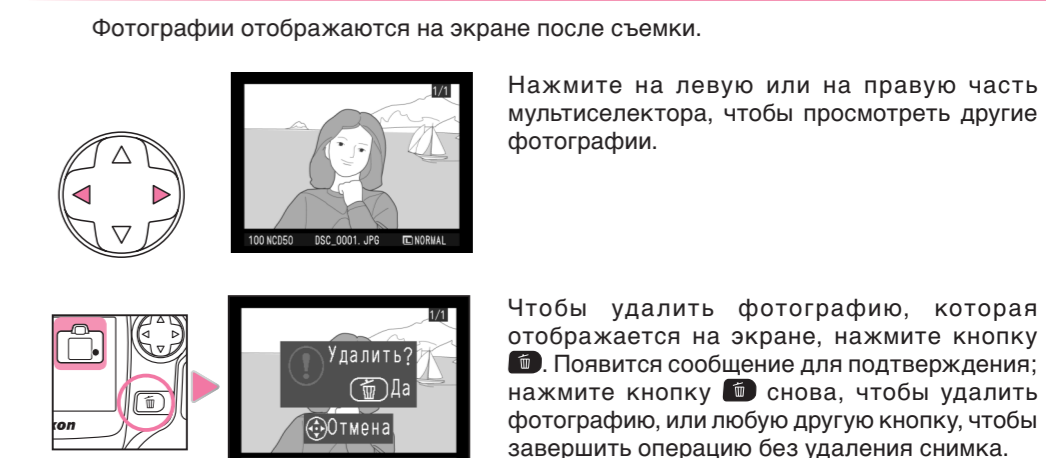 Фотографии отображаются на экране после съемки.
1/1
100 NCD50 DSC_0001. JPG NORMAL
Нажмите на левую или на правую часть
мультиселектора, чтобы просмотреть другие
фотографии.
kon
1/1
Удалить?
Да
Отмена
Чтобы удалить фотографию, которая
отображается на экране, нажмите кнопку
. Появится сообщение для подтверждения;
нажмите кнопку снова, чтобы удалить
фотографию, или любую другую кнопку, чтобы
завершить операцию без удаления снимка.